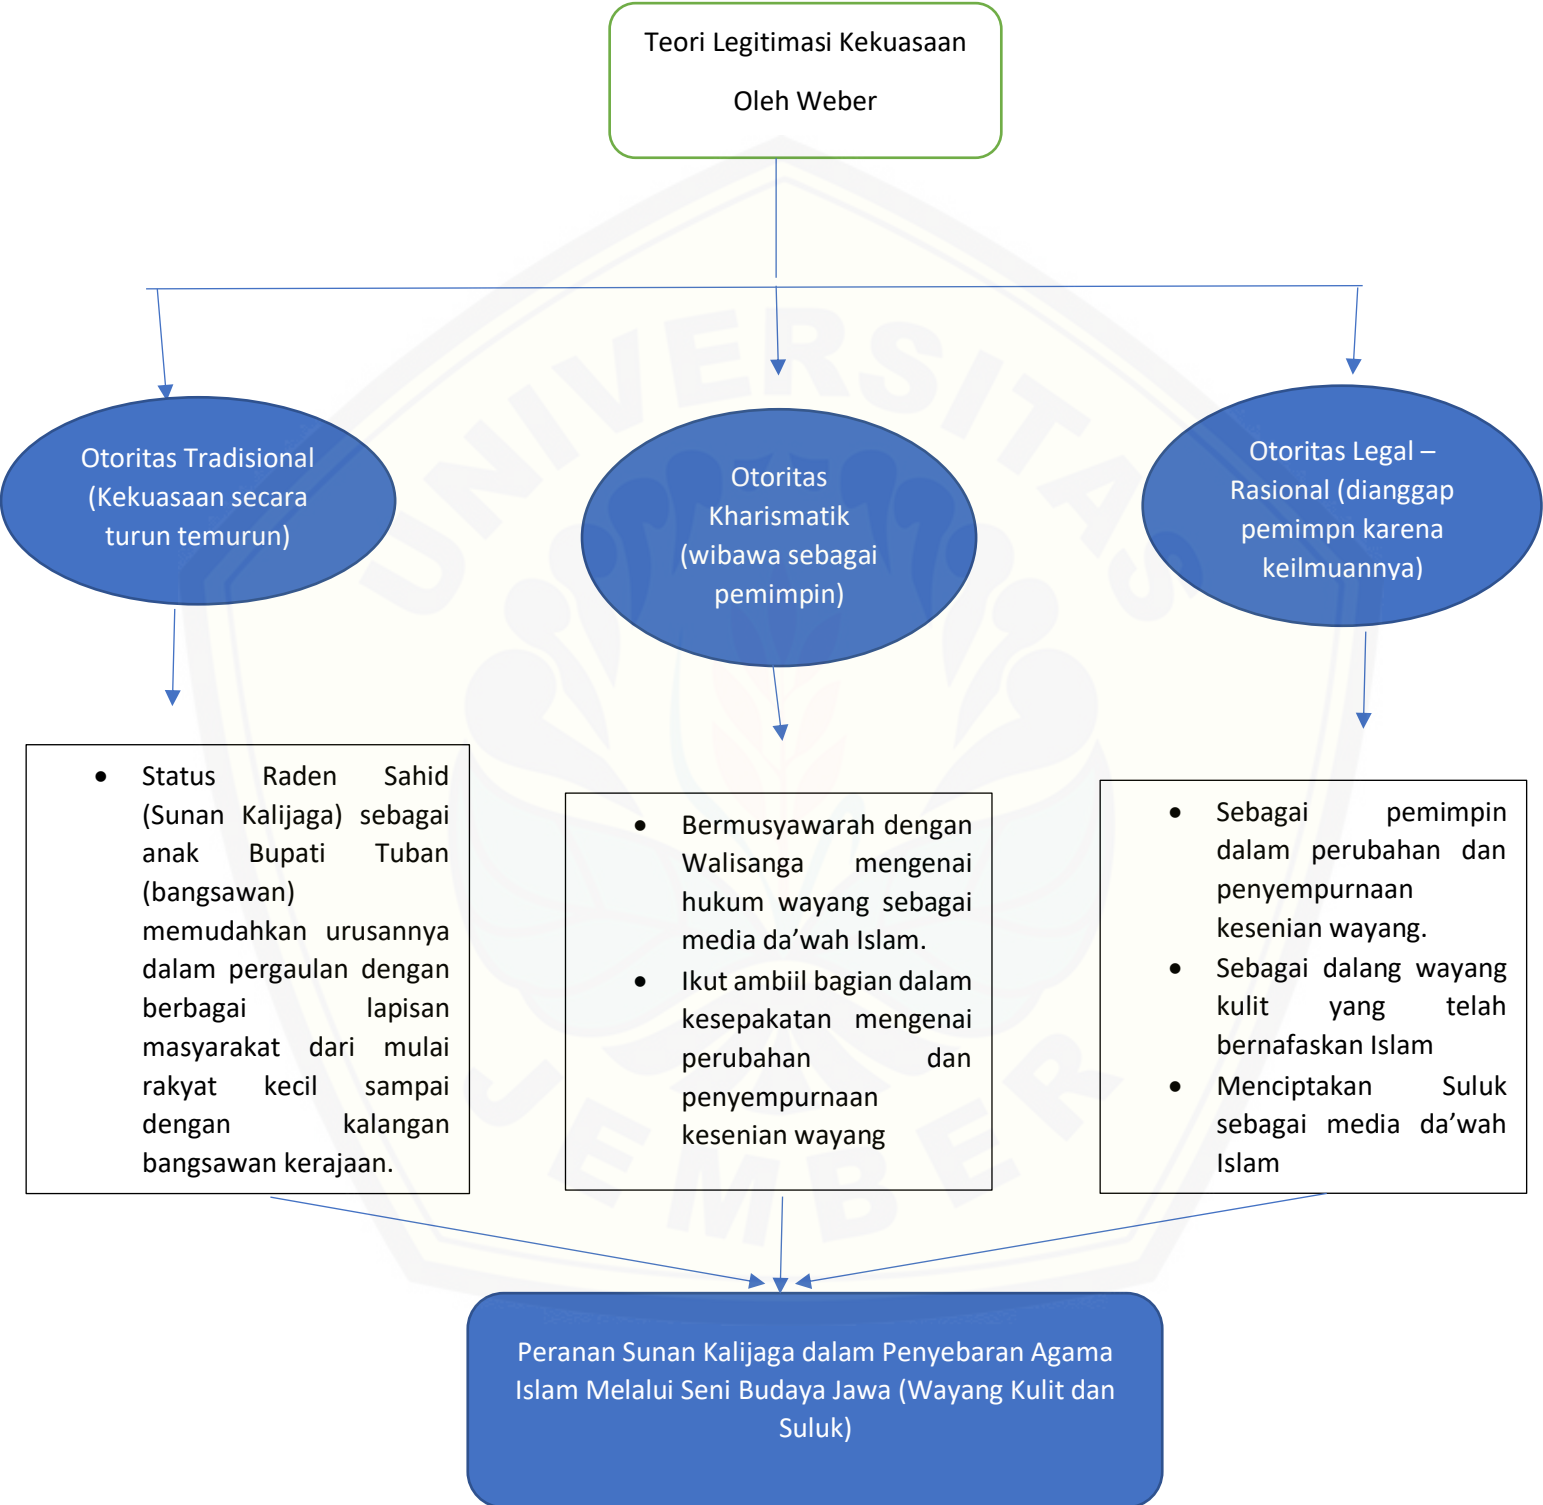 Teori Legitimasi Kekuasaan
Oleh Weber
Otoritas Tradisional
(Kekuasaan secara
turun temurun)
Otoritas
Kharismatik
(wibawa sebagai
pemimpin)
Otoritas Legal –
Rasional (dianggap
pemimpn karena
keilmuannya)
• Status Raden Sahid
(Sunan Kalijaga) sebagai
anak Bupati Tuban
(bangsawan)
memudahkan urusannya
dalam pergaulan dengan
berbagai lapisan
masyarakat dari mulai
rakyat kecil sampai
dengan kalangan
bangsawan kerajaan.
• Bermusyawarah dengan
Walisanga mengenai
hukum wayang sebagai
media da’wah Islam.
• Ikut ambiil bagian dalam
kesepakatan mengenai
perubahan dan
penyempurnaan
kesenian wayang
• Sebagai pemimpin
dalam perubahan dan
penyempurnaan
kesenian wayang.
• Sebagai dalang wayang
kulit yang telah
bernafaskan Islam
• Menciptakan Suluk
sebagai media da’wah
Islam
Peranan Sunan Kalijaga dalam Penyebaran Agama
Islam Melalui Seni Budaya Jawa (Wayang Kulit dan
Suluk)
UNIVERSITAS
JEMBER